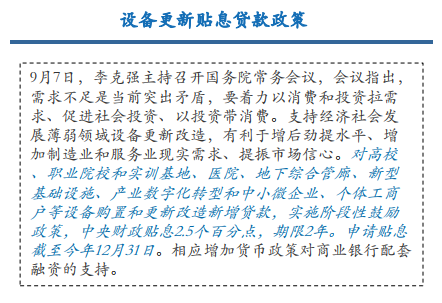 设备更新贴息贷款政策
9月7日，李克强主持召开国务院常务会议，会议指出，
需求不足是当前突出矛盾，要着力以消费和投资拉需
求、促进社会投资、以投资带消费。支持经济社会发
展薄弱领域设备更新改造，有利于增后劲提水平、增
加制造业和服务业现实需求、提振市场信心。对高校
、职业院校和实训基地、医院、地下综合管廊、新型
基础设施、产业数字化转型和中小微企业、个体工商
户等设备购置和更新改造新增贷款，实施阶段性鼓励
政策，中央财政贴息2.5个百分点，期限2年。申请贴息
截至今年12月31日。相应增加货币政策对商业银行配套
融资的支持。